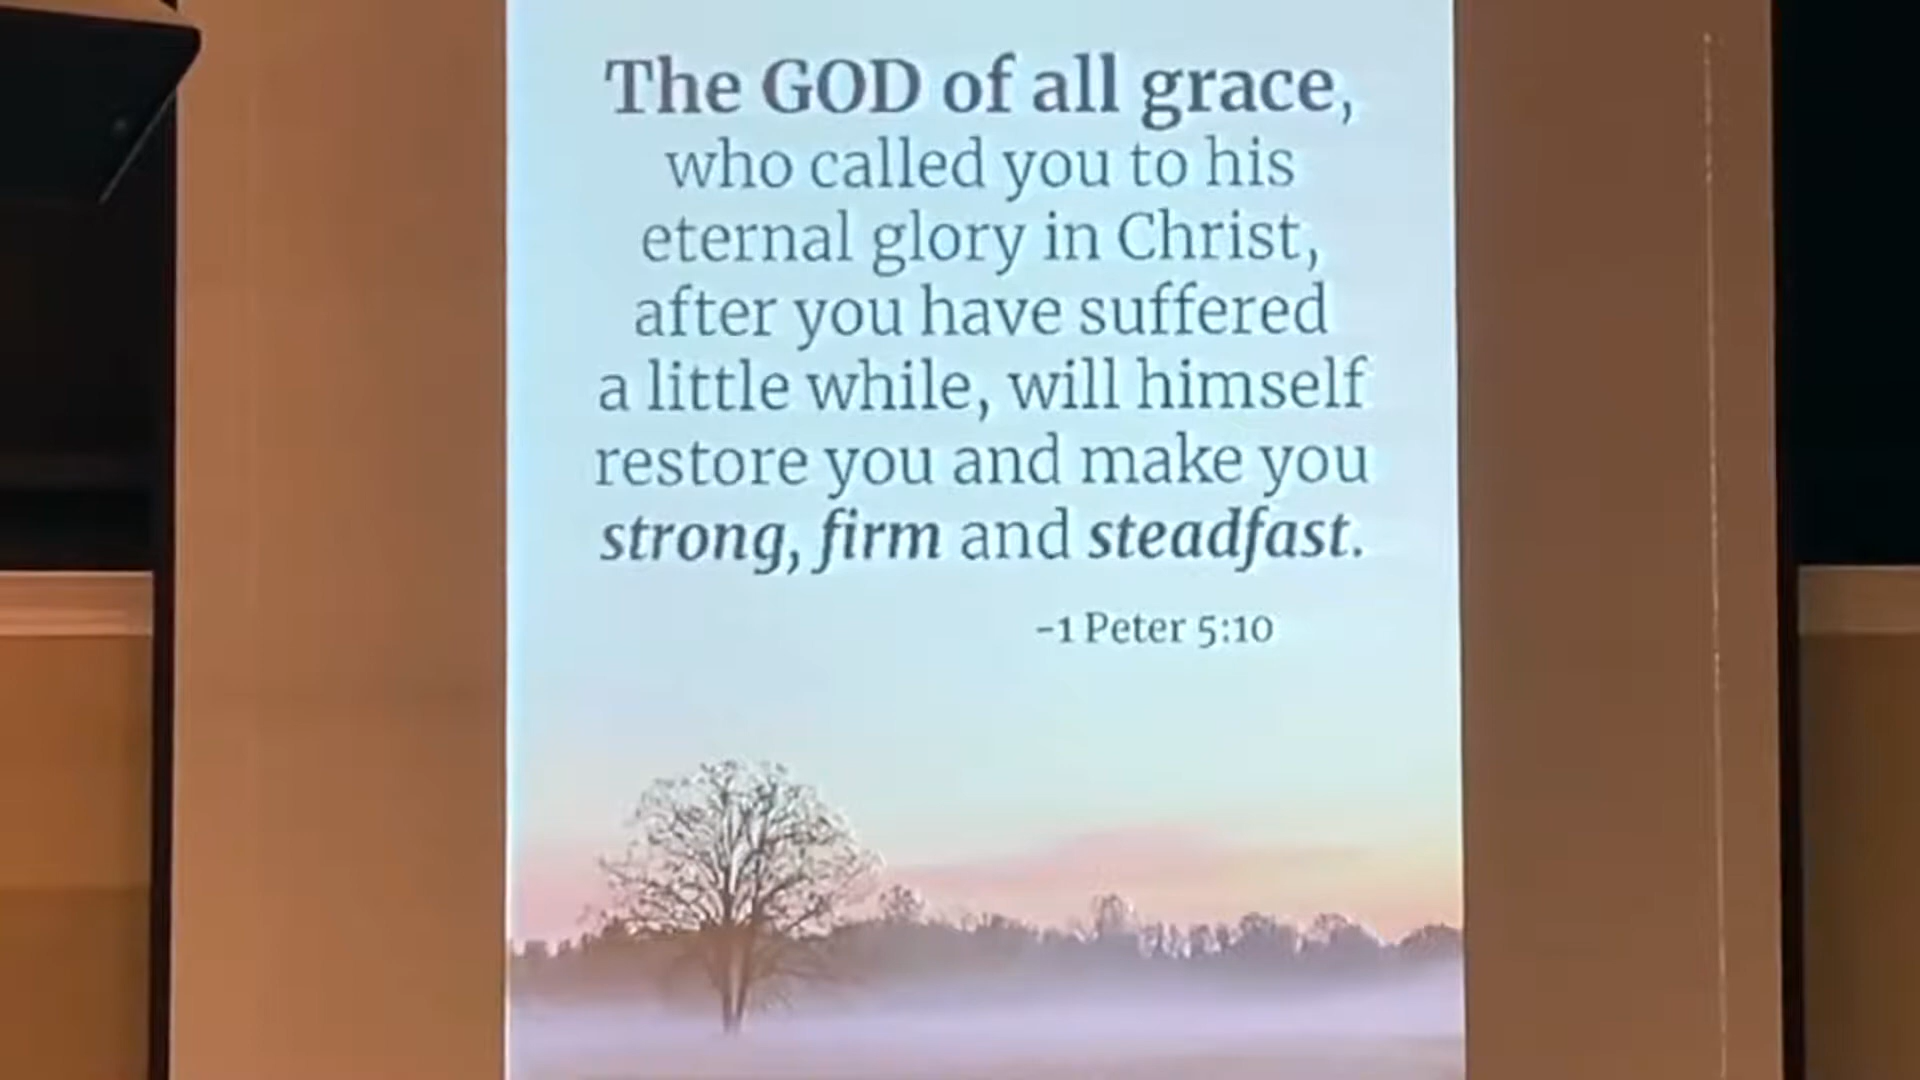 The GOD of all grace,
who called you to his
eternal glory in Christ,
after you have suffered
a little while, will himself
restore you and make you
strong, firm and steadfast.
-1 Peter 5:10